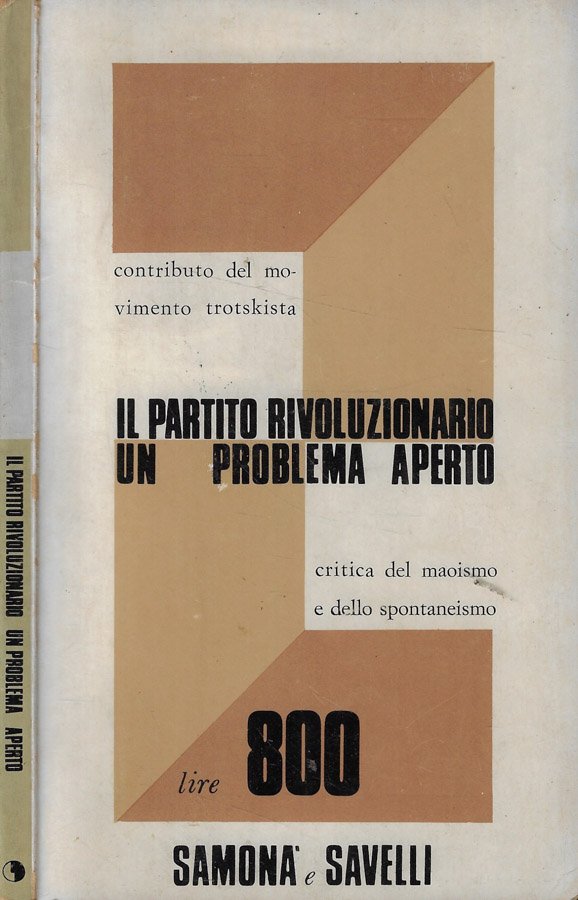 contributo del mo-
vimento trotskista
IL PARTITO RIVOLUZIONARIO
UN PROBLEMA APERTO
critica del maoismo
e dello spontaneismo
lire 800
SAMONA' e SAVELLI
IL PARTITO RIVOLUZIONARIO UN PROBLEMA APERTO